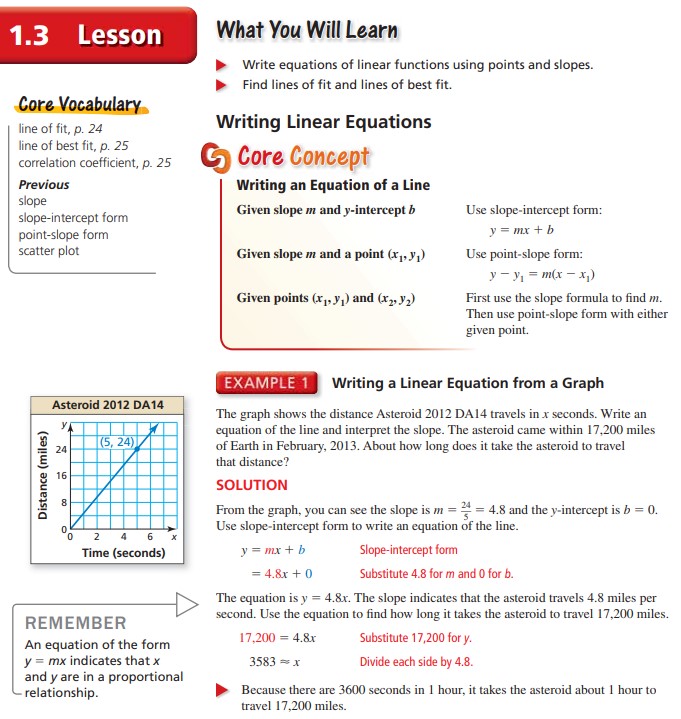 1.3 Lesson
What You Will Learn
Write equations of linear functions using points and slopes.
Find lines of fit and lines of best fit.
Core Vocabulary
line of fit, p. 24
line of best fit, p. 25
correlation coefficient, p. 25
Previous
slope
slope-intercept form
point-slope form
scatter plot
Writing Linear Equations
Core Concept
Writing an Equation of a Line
Given slope m and y-intercept b Use slope-intercept form:
y = mx + b
Given slope m and a point (x₁, y₁) Use point-slope form:
y − y₁ = m(x − x₁)
Given points (x₁, y₁) and (x₂, y₂) First use the slope formula to find m.
Then use point-slope form with either
given point.
EXAMPLE 1 Writing a Linear Equation from a Graph
The graph shows the distance Asteroid 2012 DA14 travels in x seconds. Write an
equation of the line and interpret the slope. The asteroid came within 17,200 miles
of Earth in February, 2013. About how long does it take the asteroid to travel
that distance?
Asteroid 2012 DA14
Distance (miles)
y
24
16
8
0
(5, 24)
0 2 4 6 x
Time (seconds)
SOLUTION
From the graph, you can see the slope is m = 24/5 = 4.8 and the y-intercept is b = 0.
Use slope-intercept form to write an equation of the line.
y = mx + b Slope-intercept form
= 4.8x + 0 Substitute 4.8 for m and 0 for b.
The equation is y = 4.8x. The slope indicates that the asteroid travels 4.8 miles per
second. Use the equation to find how long it takes the asteroid to travel 17,200 miles.
17,200 = 4.8x Substitute 17,200 for y.
3583 ≈ x Divide each side by 4.8.
Because there are 3600 seconds in 1 hour, it takes the asteroid about 1 hour to
travel 17,200 miles.
REMEMBER
An equation of the form
y = mx indicates that x
and y are in a proportional
relationship.